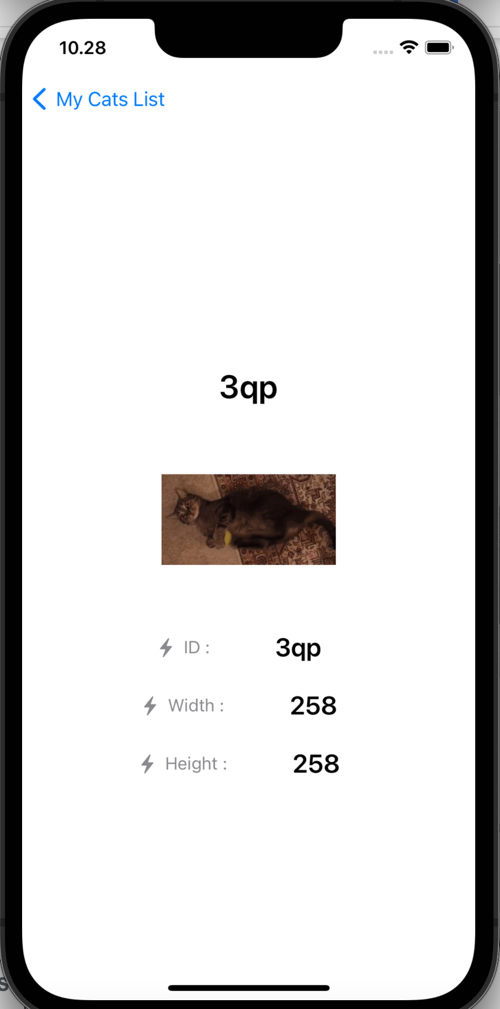 10.28
My Cats List
3qp
ID : 3qp
Width : 258
Height : 258
s